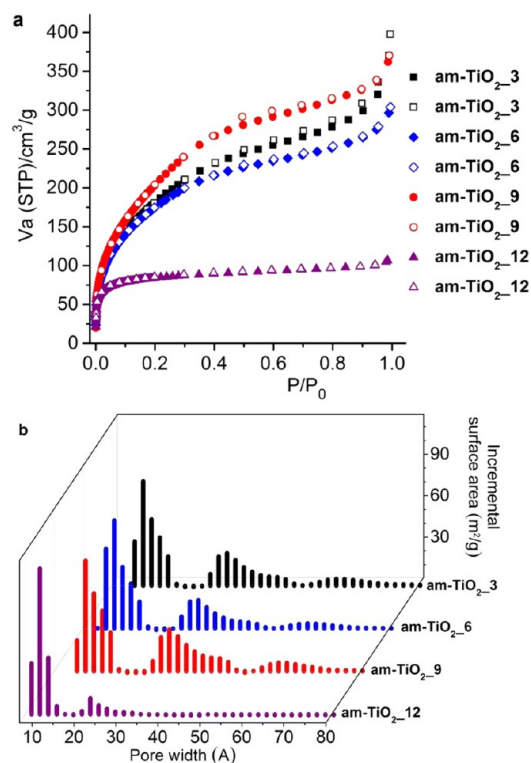 a
400
350
300
250
200
150
100
50
0
Va (STP)/cm³/g
0.0 0.2 0.4 0.6 0.8 1.0
P/P₀
am-TiO₂_3
am-TiO₂_3
am-TiO₂_6
am-TiO₂_6
am-TiO₂_9
am-TiO₂_9
am-TiO₂_12
am-TiO₂_12
b
90
60
30
Incremental
surface area (m²/g)
am-TiO₂_3
am-TiO₂_6
am-TiO₂_9
am-TiO₂_12
10 20 30 40 50 60 70 80
Pore width (A)